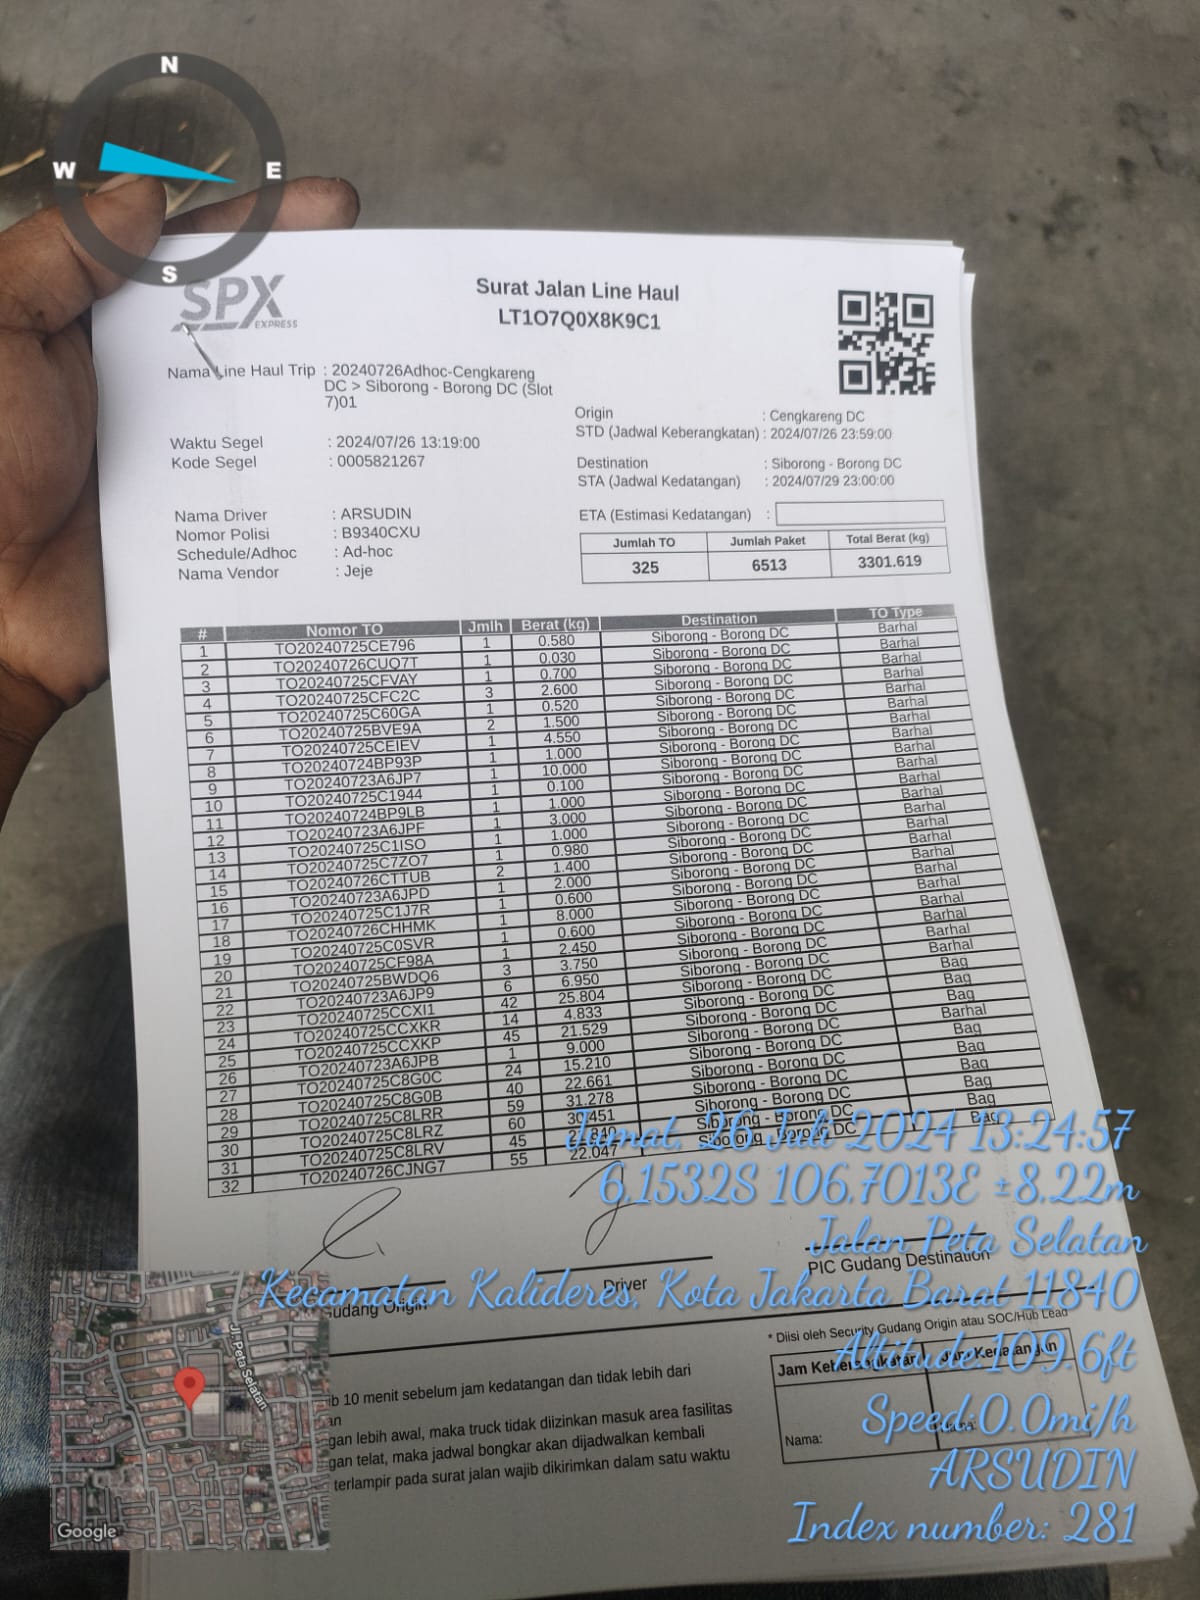 N
W
E
S
SPX
EXPRESS
Surat Jalan Line Haul
LT1O7Q0X8K9C1
Nama Line Haul Trip : 20240726Adhoc-Cengkareng
DC > Siborong - Borong DC (Slot
7)01
Waktu Segel : 2024/07/26 13:19:00
Kode Segel : 0005821267
Origin : Cengkareng DC
STD (Jadwal Keberangkatan) : 2024/07/26 23:59:00
Destination : Siborong - Borong DC
STA (Jadwal Kedatangan) : 2024/07/29 23:00:00
Nama Driver : ARSUDIN
Nomor Polisi : B9340CXU
Schedule/Adhoc : Ad-hoc
Nama Vendor : Jeje
ETA (Estimasi Kedatangan) :
Jumlah TO Jumlah Paket Total Berat (kg)
325 6513 3301.619
# Nomor TO Jmlh Berat (kg) Destination TO Type
1 TO20240725CE796 1 0.580 Siborong - Borong DC Barhal
2 TO20240726CUQ7T 1 0.030 Siborong - Borong DC Barhal
3 TO20240725CFVAY 1 0.700 Siborong - Borong DC Barhal
4 TO20240725CFC2C 3 2.600 Siborong - Borong DC Barhal
5 TO20240725C60GA 1 0.520 Siborong - Borong DC Barhal
6 TO20240725BVE9A 2 1.500 Siborong - Borong DC Barhal
7 TO20240725CEIEV 1 4.550 Siborong - Borong DC Barhal
8 TO20240724BP93P 1 1.000 Siborong - Borong DC Barhal
9 TO20240723A6JP7 1 10.000 Siborong - Borong DC Barhal
10 TO20240725C1944 1 0.100 Siborong - Borong DC Barhal
11 TO20240724BP9LB 1 1.000 Siborong - Borong DC Barhal
12 TO20240723A6JPF 1 3.000 Siborong - Borong DC Barhal
13 TO20240725C1ISO 1 1.000 Siborong - Borong DC Barhal
14 TO20240725C7ZO7 1 0.980 Siborong - Borong DC Barhal
15 TO20240726CTTUB 2 1.400 Siborong - Borong DC Barhal
16 TO20240723A6JPD 1 2.000 Siborong - Borong DC Barhal
17 TO20240725C1J7R 1 0.600 Siborong - Borong DC Barhal
18 TO20240726CHHMK 1 8.000 Siborong - Borong DC Barhal
19 TO20240725C0SVR 1 0.600 Siborong - Borong DC Barhal
20 TO20240725CF98A 1 2.450 Siborong - Borong DC Barhal
21 TO20240725BWDQ6 3 3.750 Siborong - Borong DC Barhal
22 TO20240723A6JP9 6 6.950 Siborong - Borong DC Barhal
23 TO20240725CCXI1 42 25.804 Siborong - Borong DC Bag
24 TO20240725CCXKR 14 4.833 Siborong - Borong DC Bag
25 TO20240725CCXKP 45 21.529 Siborong - Borong DC Bag
26 TO20240723A6JPB 1 9.000 Siborong - Borong DC Barhal
27 TO20240725C8G0C 24 15.210 Siborong - Borong DC Bag
28 TO20240725C8G0B 40 22.661 Siborong - Borong DC Bag
29 TO20240725C8LRR 59 31.278 Siborong - Borong DC Bag
30 TO20240725C8LRZ 60 30.451 Siborong - Borong DC Bag
31 TO20240725C8LRV 45 Siborong - Borong DC Bag
32 TO20240726CJNG7 55 22.047 Siborong - Borong DC Bag
Jumat, 26 Juli 2024 13:24:57
6,1532S 106,7013E ±8.22m
Jalan Peta Selatan
Kecamatan Kalideres, Kota Jakarta Barat 11840
Altitude:109.6ft
Speed:0.0mi/h
ARSUDIN
Index number: 281
Gudang Origin
Driver
PIC Gudang Destination
* Diisi oleh Security Gudang Origin atau SOC/Hub Lead
Jam Keberangkatan Jam Kedatangan
Nama: Nama:
ib 10 menit sebelum jam kedatangan dan tidak lebih dari
an
gan lebih awal, maka truck tidak diizinkan masuk area fasilitas
gan telat, maka jadwal bongkar akan dijadwalkan kembali
terlampir pada surat jalan wajib dikirimkan dalam satu waktu
Jl. Peta Selatan
Google